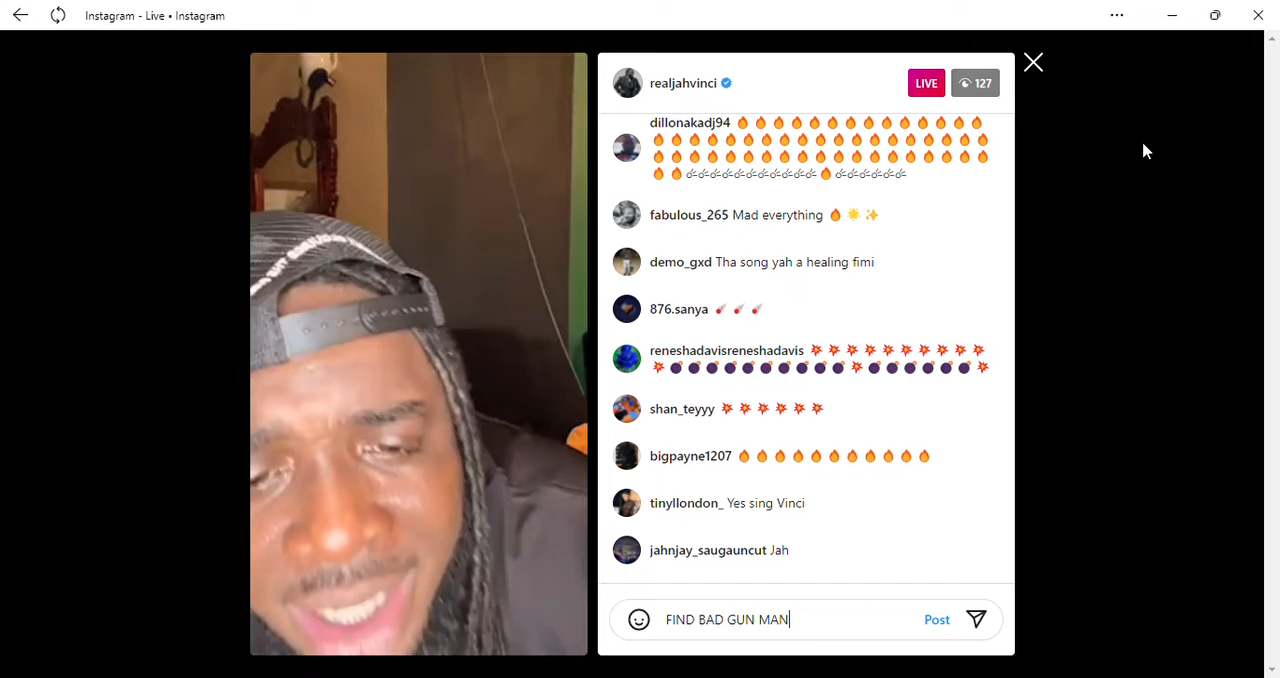 Instagram - Live • Instagram
realjahvinci
LIVE
127
dillonakadj94 🔥🔥🔥🔥🔥🔥🔥🔥🔥🔥🔥🔥🔥🔥
fabulous_265 Mad everything 🔥🌟✨
demo_gxd Tha song yah a healing fimi
876.sanya ☄️☄️☄️
reneshadavisreneshadavis 💥💥💥💥💥💥💥💥💥💥
💥💣💣💣💣💣💣💣💣💣💣💥💣💣💣💣💣💣💥
shan_teyyy 💥💥💥💥💥💥
bigpayne1207 🔥🔥🔥🔥🔥🔥🔥🔥🔥🔥🔥
tinyllondon_ Yes sing Vinci
jahnjay_saugauncut Jah
FIND BAD GUN MAN
Post